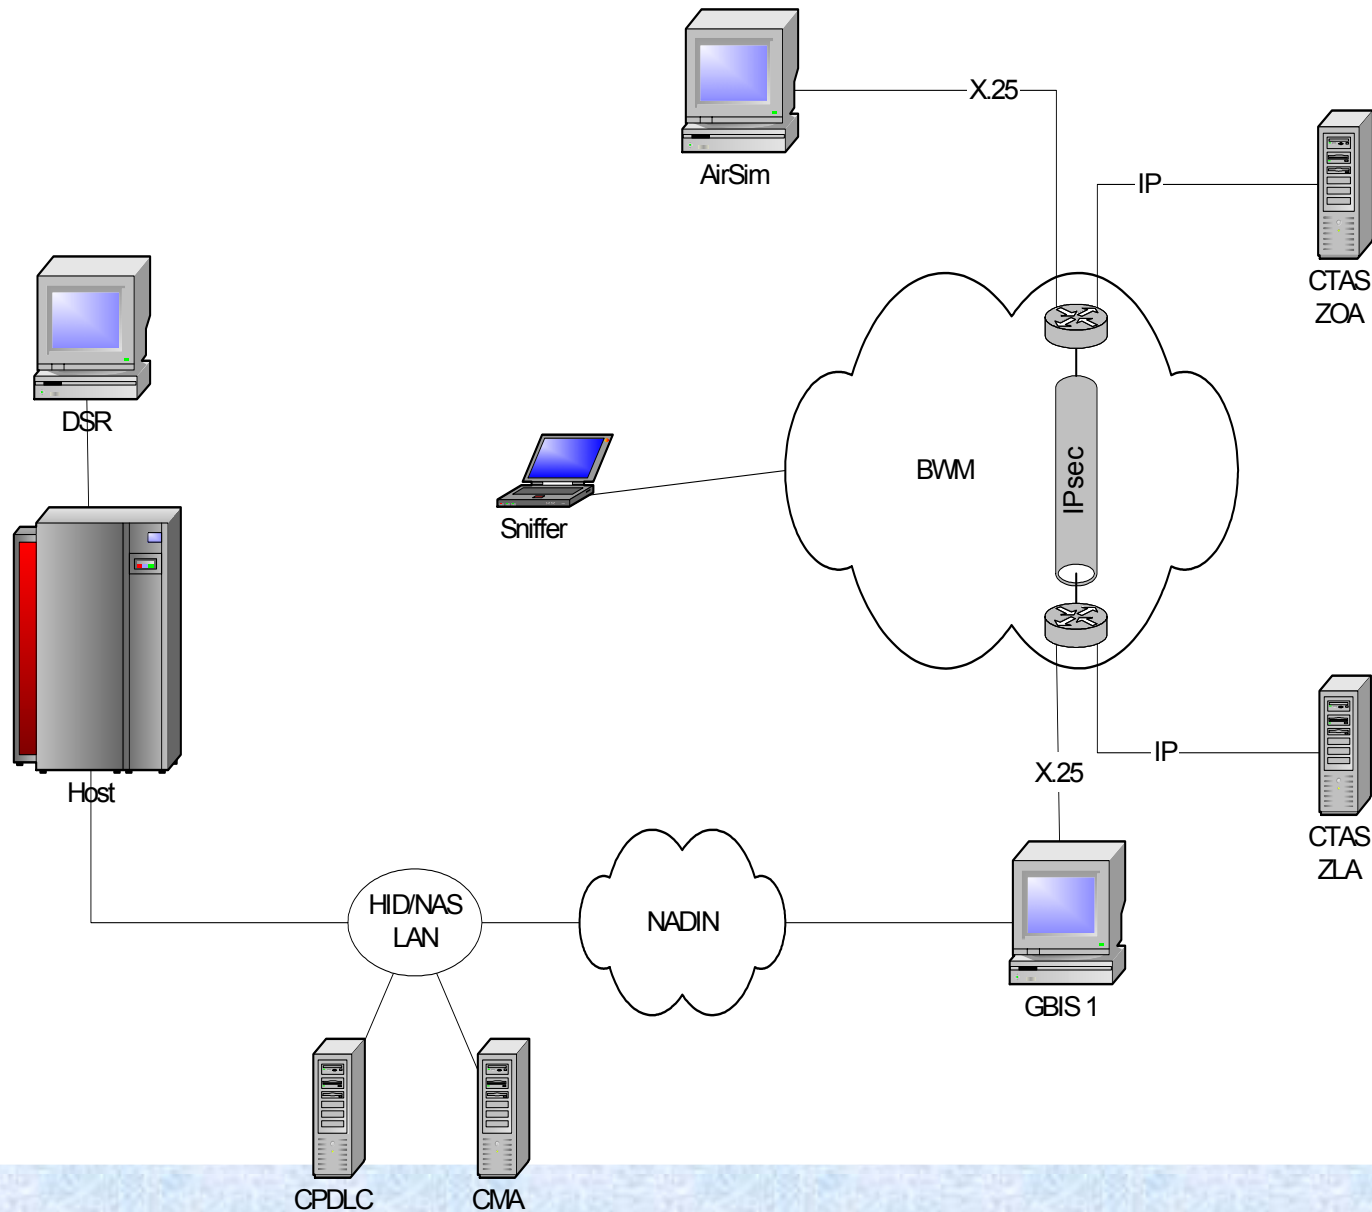 X.25
AirSim
IP
CTAS
ZOA
DSR
BWM
IPsec
Sniffer
X.25
IP
Host
CTAS
ZLA
HID/NAS
LAN
NADIN
GBIS 1
CPDLC
CMA